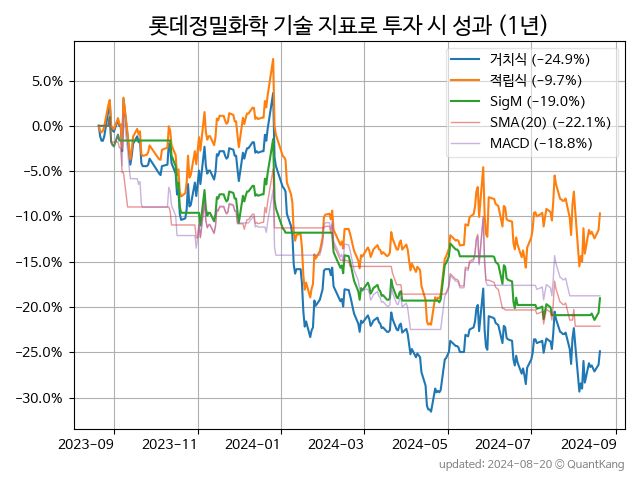 롯데정밀화학 기술 지표로 투자 시 성과 (1년)
거치식 (−24.9%)
적립식 (−9.7%)
SigM (−19.0%)
SMA(20) (−22.1%)
MACD (−18.8%)
5.0%
0.0%
−5.0%
−10.0%
−15.0%
−20.0%
−25.0%
−30.0%
2023-09 2023-11 2024-01 2024-03 2024-05 2024-07 2024-09
updated: 2024-08-20 © QuantKang